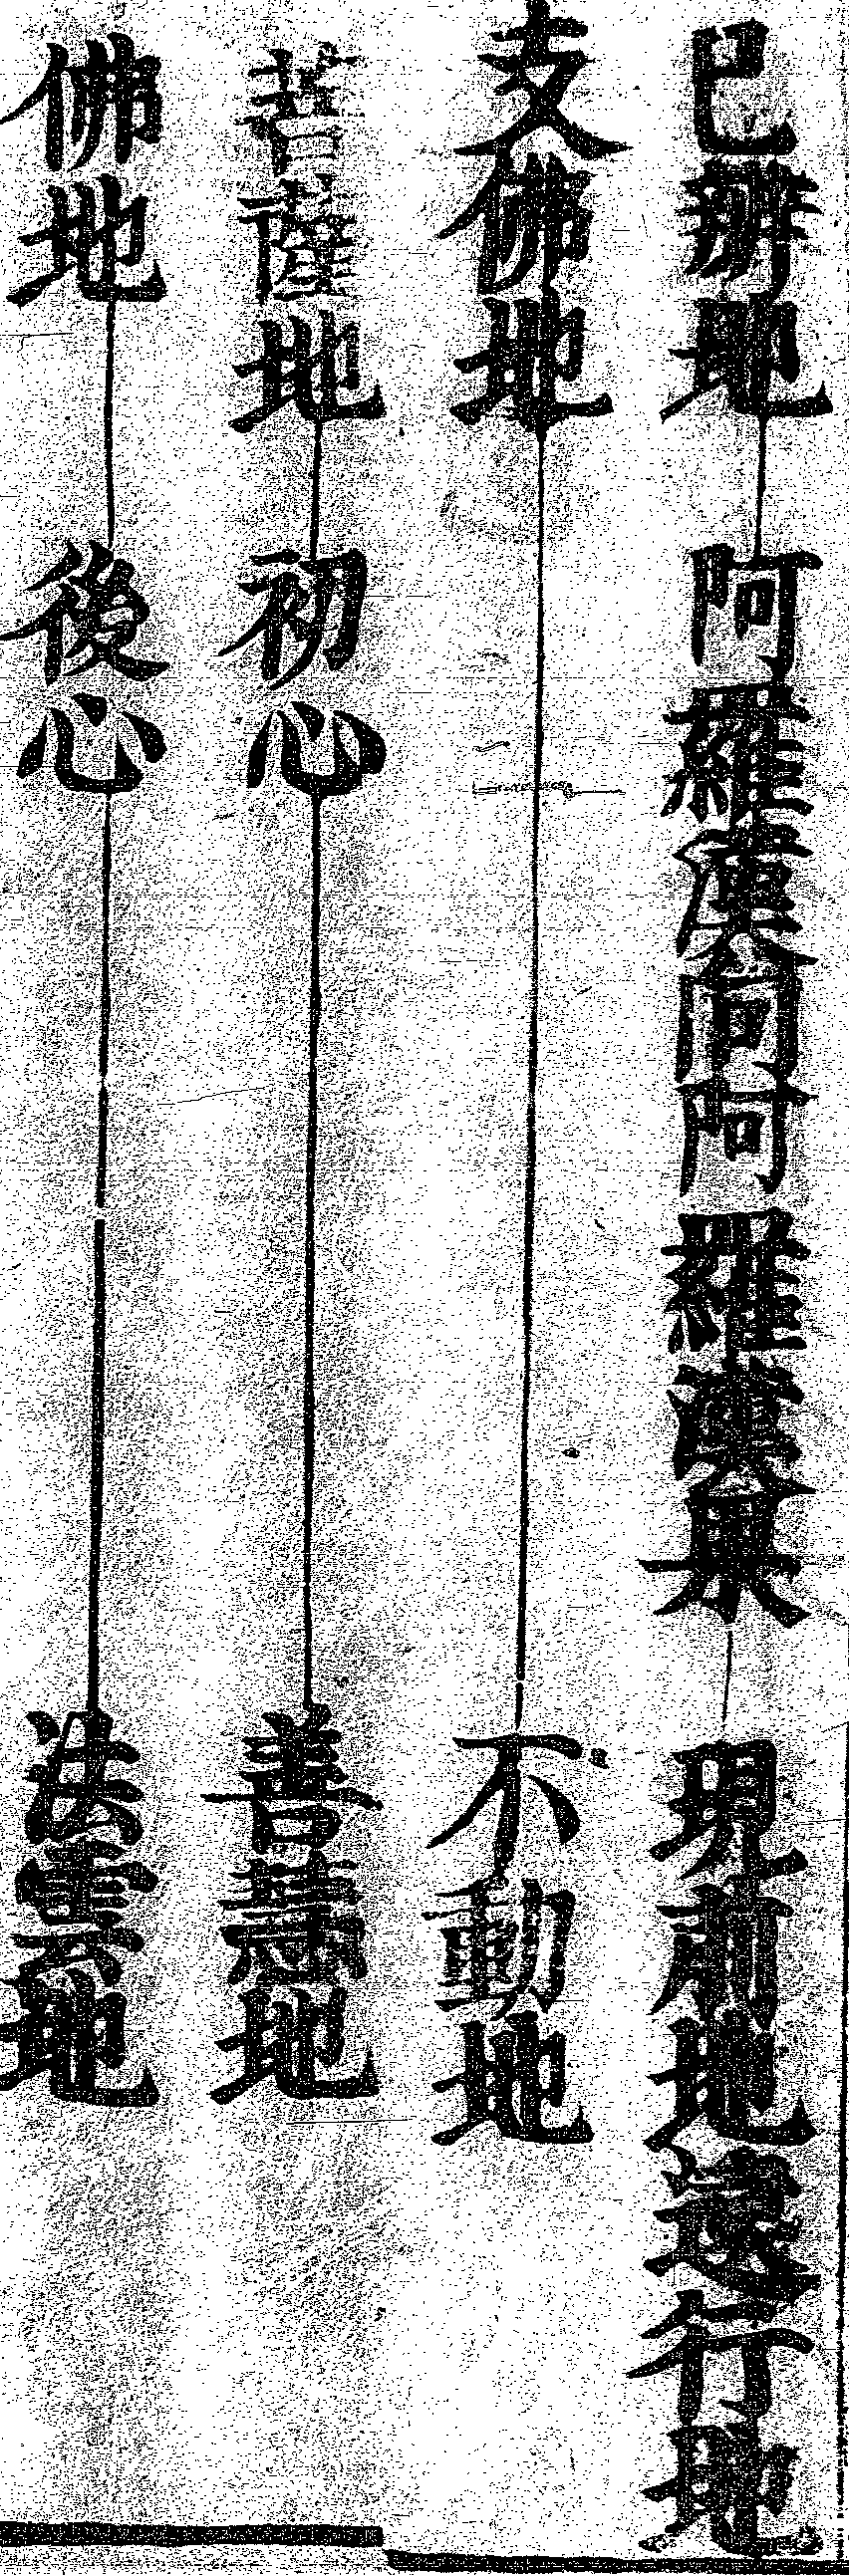 已辦地 阿羅漢向阿羅漢果 現前地遠行地
支佛地 不動地
菩薩地 初心 善慧地
佛地 後心 法雲地